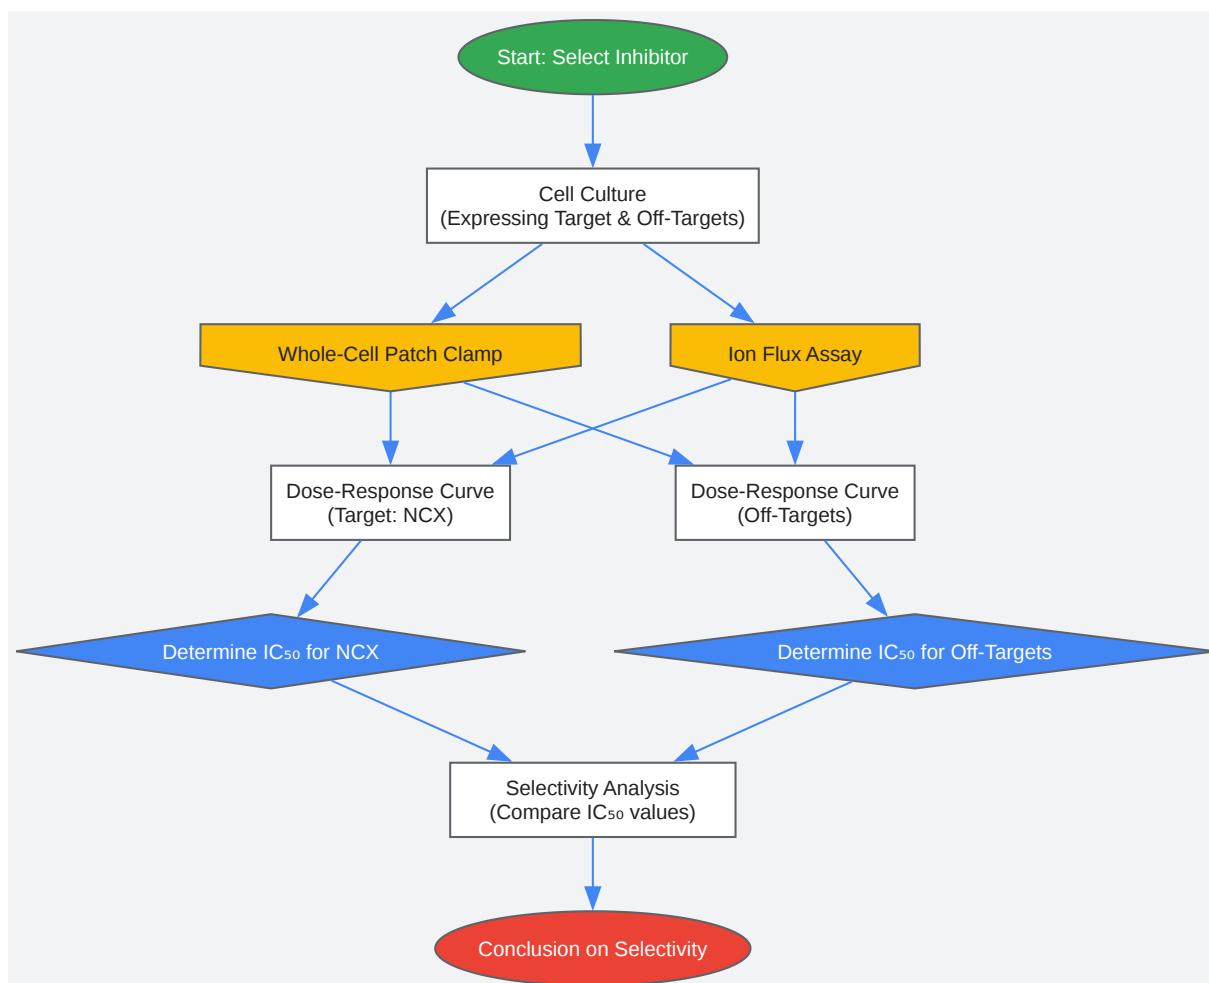 Start: Select Inhibitor
Cell Culture
(Expressing Target & Off-Targets)
Whole-Cell Patch Clamp
Ion Flux Assay
Dose-Response Curve
(Target: NCX)
Dose-Response Curve
(Off-Targets)
Determine IC₅₀ for NCX
Determine IC₅₀ for Off-Targets
Selectivity Analysis
(Compare IC₅₀ values)
Conclusion on Selectivity